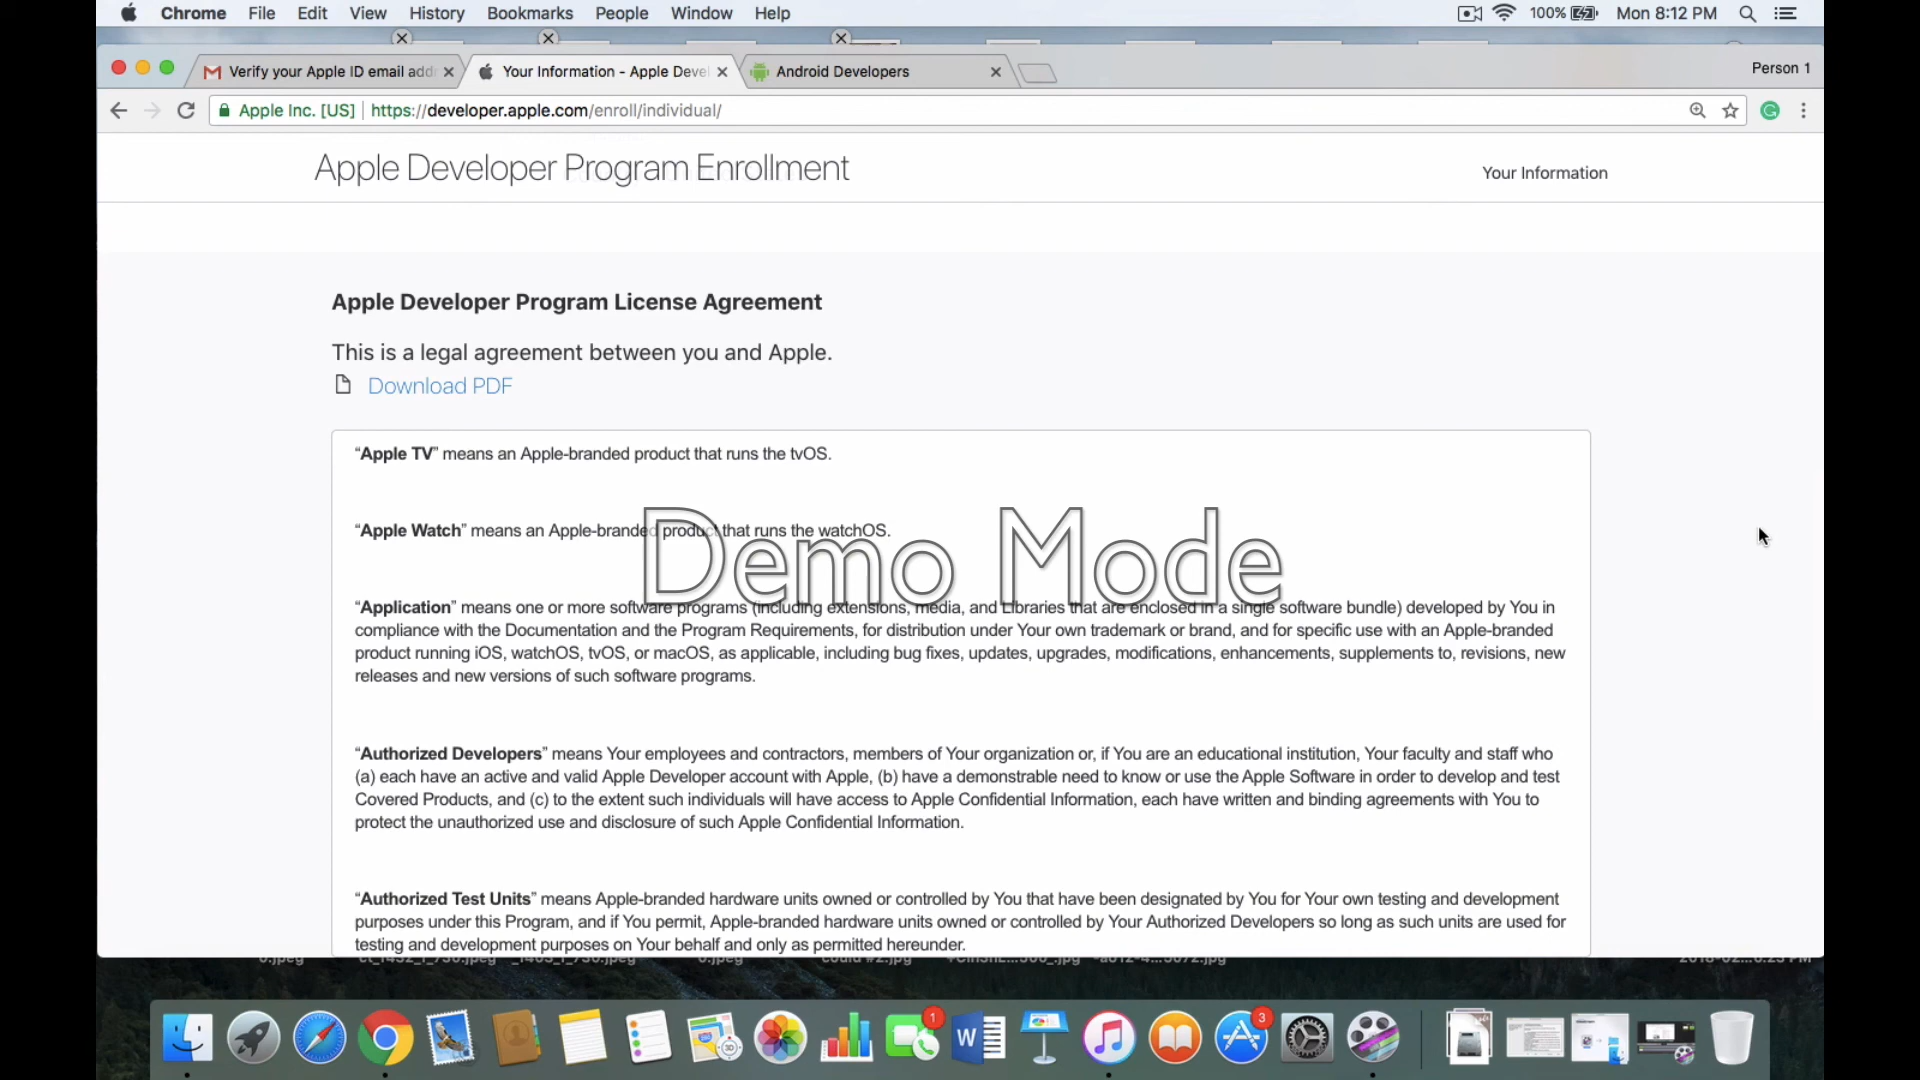 Chrome File Edit View History Bookmarks People Window Help 100% Mon 8:12 PM
Verify your Apple ID email add Your Information - Apple Deve Android Developers Person 1
Apple Inc. [US] https://developer.apple.com/enroll/individual/
Apple Developer Program Enrollment Your Information
Apple Developer Program License Agreement
This is a legal agreement between you and Apple.
Download PDF
“Apple TV” means an Apple-branded product that runs the tvOS.
“Apple Watch” means an Apple-branded product that runs the watchOS.
Demo Mode
“Application” means one or more software programs (including extensions, media, and Libraries that are enclosed in a single software bundle) developed by You in
compliance with the Documentation and the Program Requirements, for distribution under Your own trademark or brand, and for specific use with an Apple-branded
product running iOS, watchOS, tvOS, or macOS, as applicable, including bug fixes, updates, upgrades, modifications, enhancements, supplements to, revisions, new
releases and new versions of such software programs.
“Authorized Developers” means Your employees and contractors, members of Your organization or, if You are an educational institution, Your faculty and staff who
(a) each have an active and valid Apple Developer account with Apple, (b) have a demonstrable need to know or use the Apple Software in order to develop and test
Covered Products, and (c) to the extent such individuals will have access to Apple Confidential Information, each have written and binding agreements with You to
protect the unauthorized use and disclosure of such Apple Confidential Information.
“Authorized Test Units” means Apple-branded hardware units owned or controlled by You that have been designated by You for Your own testing and development
purposes under this Program, and if You permit, Apple-branded hardware units owned or controlled by Your Authorized Developers so long as such units are used for
testing and development purposes on Your behalf and only as permitted hereunder.
1 W 3